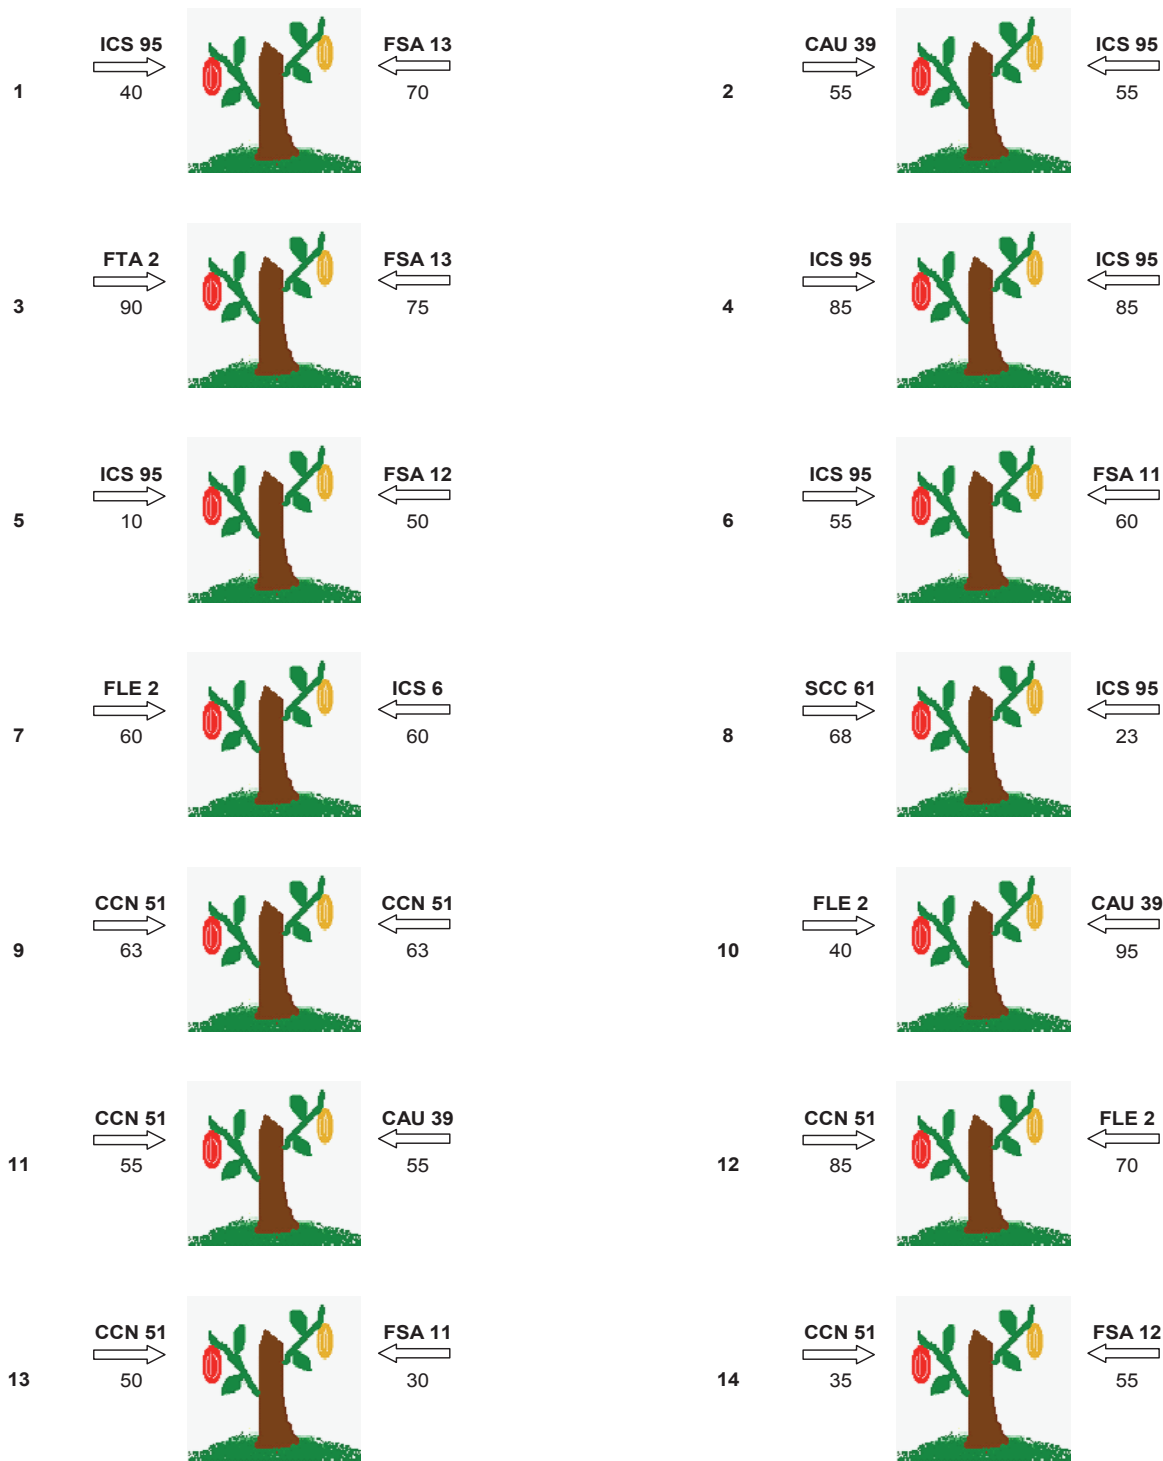 ICS 95 FSA 13 CAU 39 ICS 95
1 40 70 2 55 55
FTA 2 FSA 13 ICS 95 ICS 95
3 90 75 4 85 85
ICS 95 FSA 12 ICS 95 FSA 11
5 10 50 6 55 60
FLE 2 ICS 6 SCC 61 ICS 95
7 60 60 8 68 23
CCN 51 CCN 51 FLE 2 CAU 39
9 63 63 10 40 95
CCN 51 CAU 39 CCN 51 FLE 2
11 55 55 12 85 70
CCN 51 FSA 11 CCN 51 FSA 12
13 50 30 14 35 55